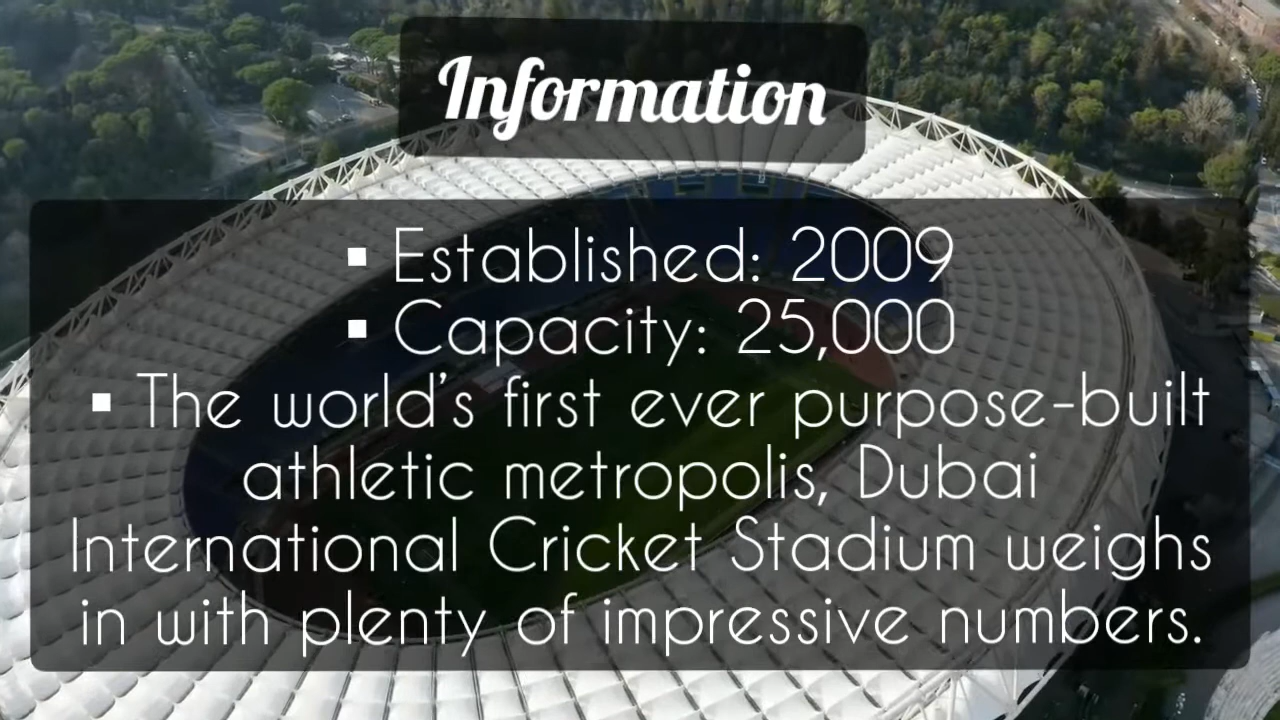 Information
▪ Established: 2009
▪ Capacity: 25,000
▪ The world's first ever purpose-built
athletic metropolis, Dubai
International Cricket Stadium weighs
in with plenty of impressive numbers.